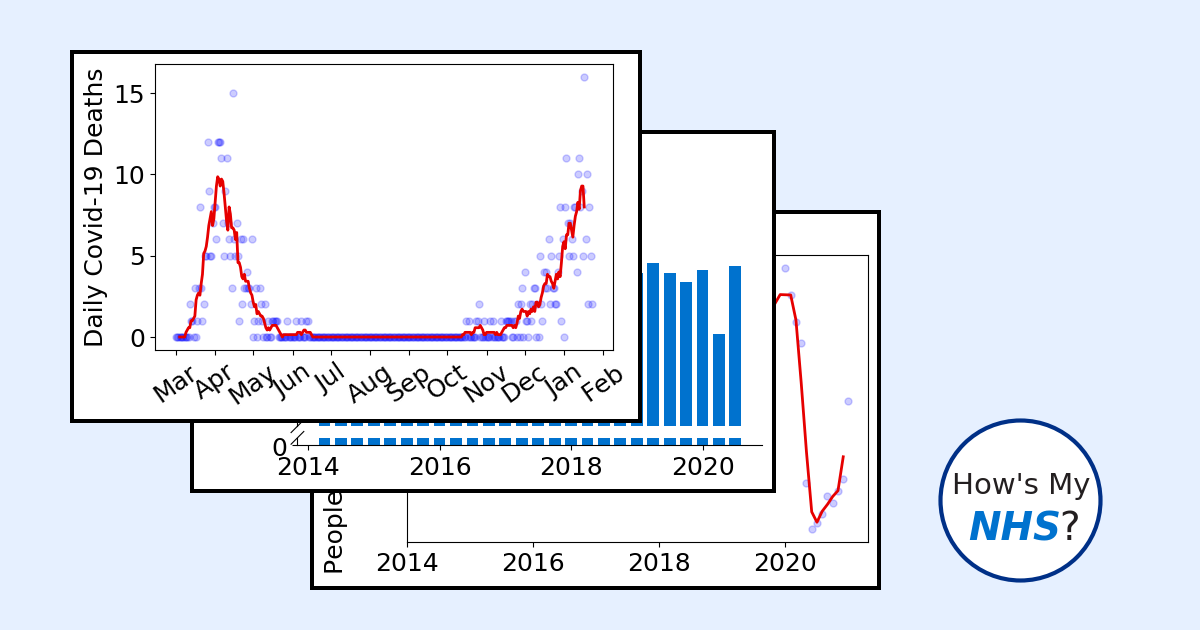 Daily Covid-19 Deaths
15
10
5
0
Mar Apr May Jun Jul Aug Sep Oct Nov Dec Jan Feb
0
2014 2016 2018 2020
People
2014 2016 2018 2020
How's My
NHS?